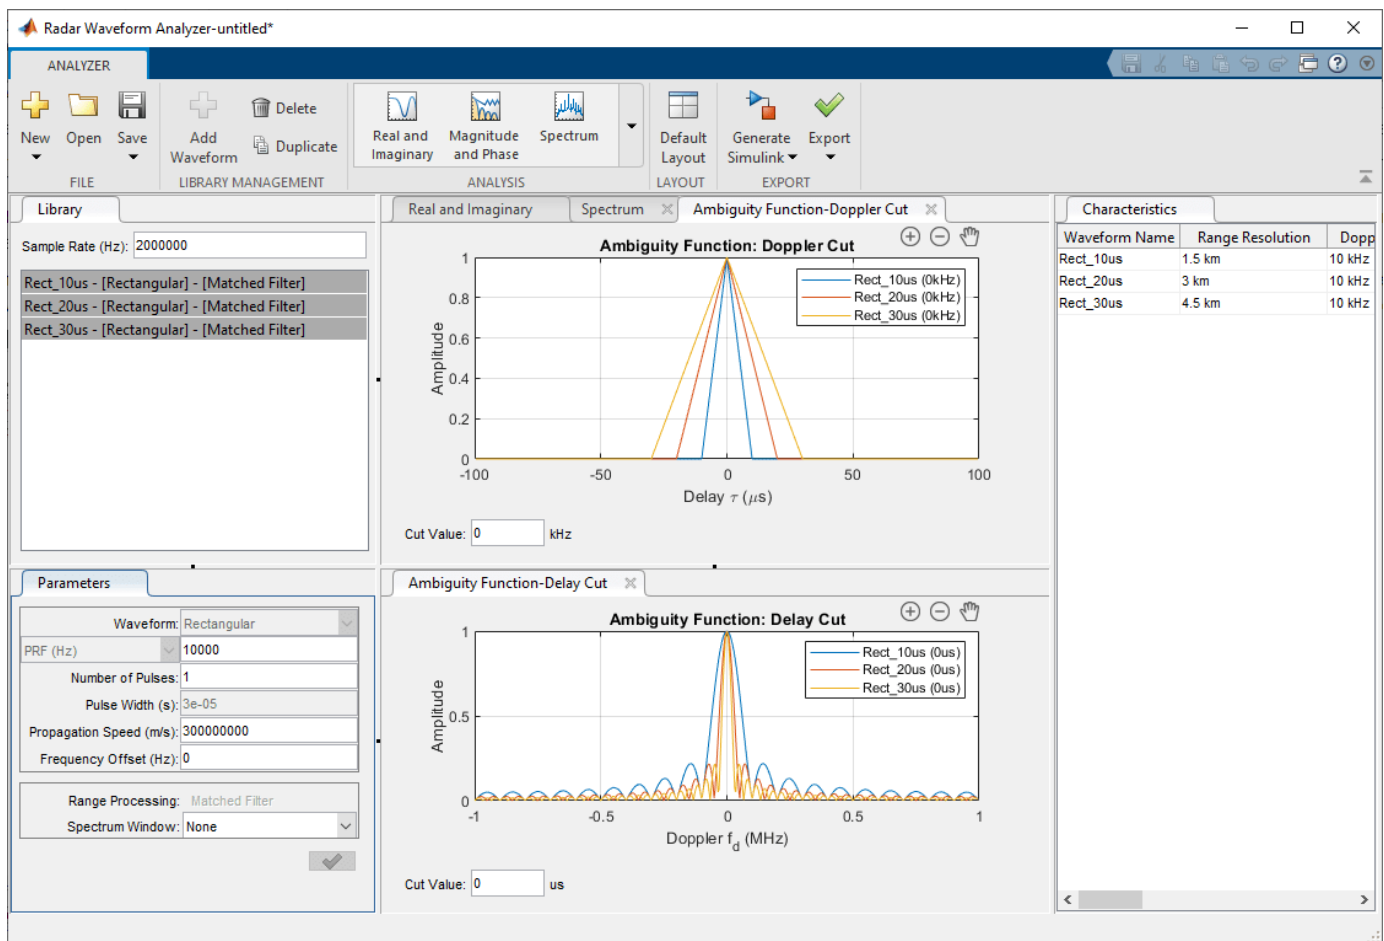 Radar Waveform Analyzer-untitled*
ANALYZER
New
Open
Save
Add
Waveform
Delete
Duplicate
Real and
Imaginary
Magnitude
and Phase
Spectrum
Default
Layout
Generate
Simulink
Export
FILE
LIBRARY MANAGEMENT
ANALYSIS
LAYOUT
EXPORT
Library
Sample Rate (Hz): 2000000
Rect_10us - [Rectangular] - [Matched Filter]
Rect_20us - [Rectangular] - [Matched Filter]
Rect_30us - [Rectangular] - [Matched Filter]
Parameters
Waveform: Rectangular
PRF (Hz) 10000
Number of Pulses: 1
Pulse Width (s): 3e-05
Propagation Speed (m/s): 300000000
Frequency Offset (Hz): 0
Range Processing: Matched Filter
Spectrum Window: None
Real and Imaginary
Spectrum
Ambiguity Function-Doppler Cut
Ambiguity Function: Doppler Cut
Rect_10us (0kHz)
Rect_20us (0kHz)
Rect_30us (0kHz)
Amplitude
1
0.8
0.6
0.4
0.2
0
-100 -50 0 50 100
Delay τ (μs)
Cut Value: 0 kHz
Ambiguity Function-Delay Cut
Ambiguity Function: Delay Cut
Rect_10us (0us)
Rect_20us (0us)
Rect_30us (0us)
Amplitude
1
0.5
0
-1 -0.5 0 0.5 1
Doppler f_d (MHz)
Cut Value: 0 us
Characteristics
Waveform Name Range Resolution Dopp
Rect_10us 1.5 km 10 kHz
Rect_20us 3 km 10 kHz
Rect_30us 4.5 km 10 kHz